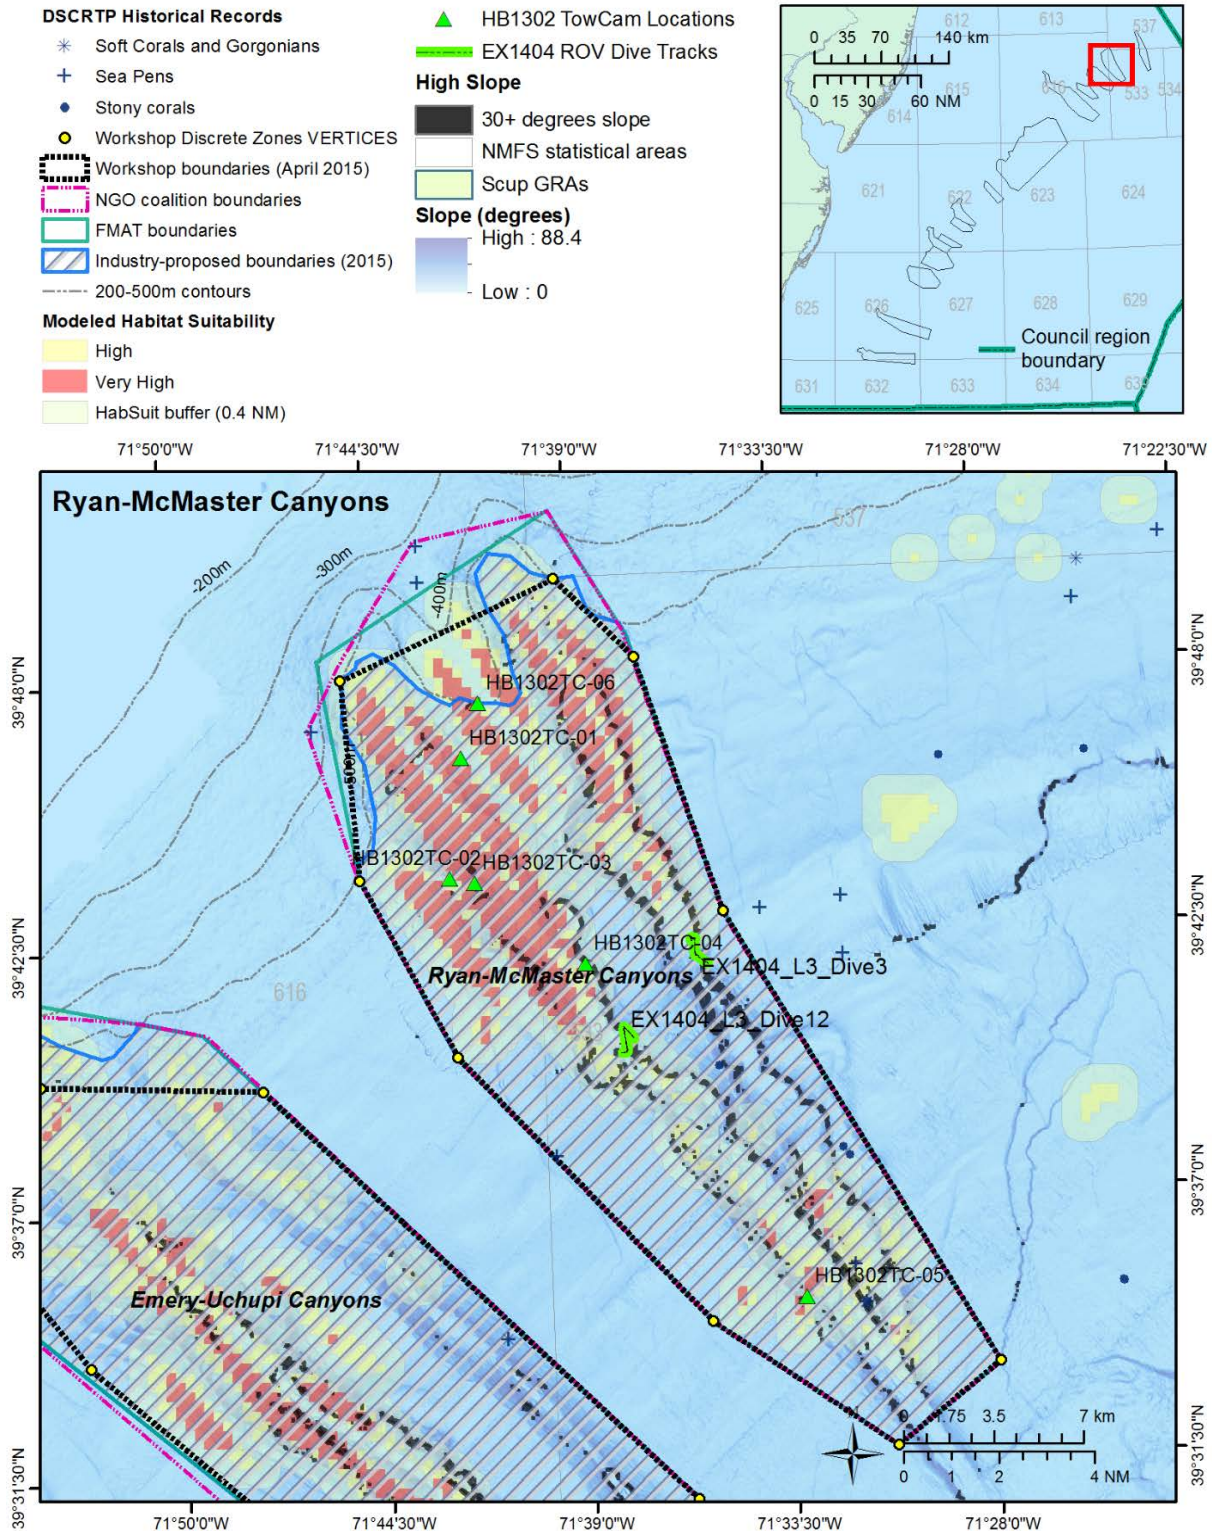 DSCRTP Historical Records
Soft Corals and Gorgonians
Sea Pens
Stony corals
Workshop Discrete Zones VERTICES
Workshop boundaries (April 2015)
NGO coalition boundaries
FMAT boundaries
Industry-proposed boundaries (2015)
200-500m contours
Modeled Habitat Suitability
High
Very High
HabSuit buffer (0.4 NM)
HB1302 TowCam Locations
EX1404 ROV Dive Tracks
High Slope
30+ degrees slope
NMFS statistical areas
Scup GRAs
Slope (degrees)
High : 88.4
Low : 0
0 35 70 140 km
0 15 30 60 NM
612 613 537
615 616 533 534
614
621 622 623 624
625 626 627 628 629
Council region
boundary
631 632 633 634
71°50'0"W 71°44'30"W 71°39'0"W 71°33'30"W 71°28'0"W 71°22'30"W
Ryan-McMaster Canyons
537
-200m
-300m
-400m
39°48'0"N
39°48'0"N
HB1302TC-06
HB1302TC-01
HB1302TC-02
HB1302TC-03
39°42'30"N
39°42'30"N
HB1302TC-04
Ryan-McMaster Canyons
EX1404_L3_Dive3
616
EX1404_L3_Dive12
39°37'0"N
39°37'0"N
HB1302TC-05
Emery-Uchupi Canyons
0 1.75 3.5 7 km
0 1 2 4 NM
39°31'30"N
39°31'30"N
71°50'0"W 71°44'30"W 71°39'0"W 71°33'30"W 71°28'0"W